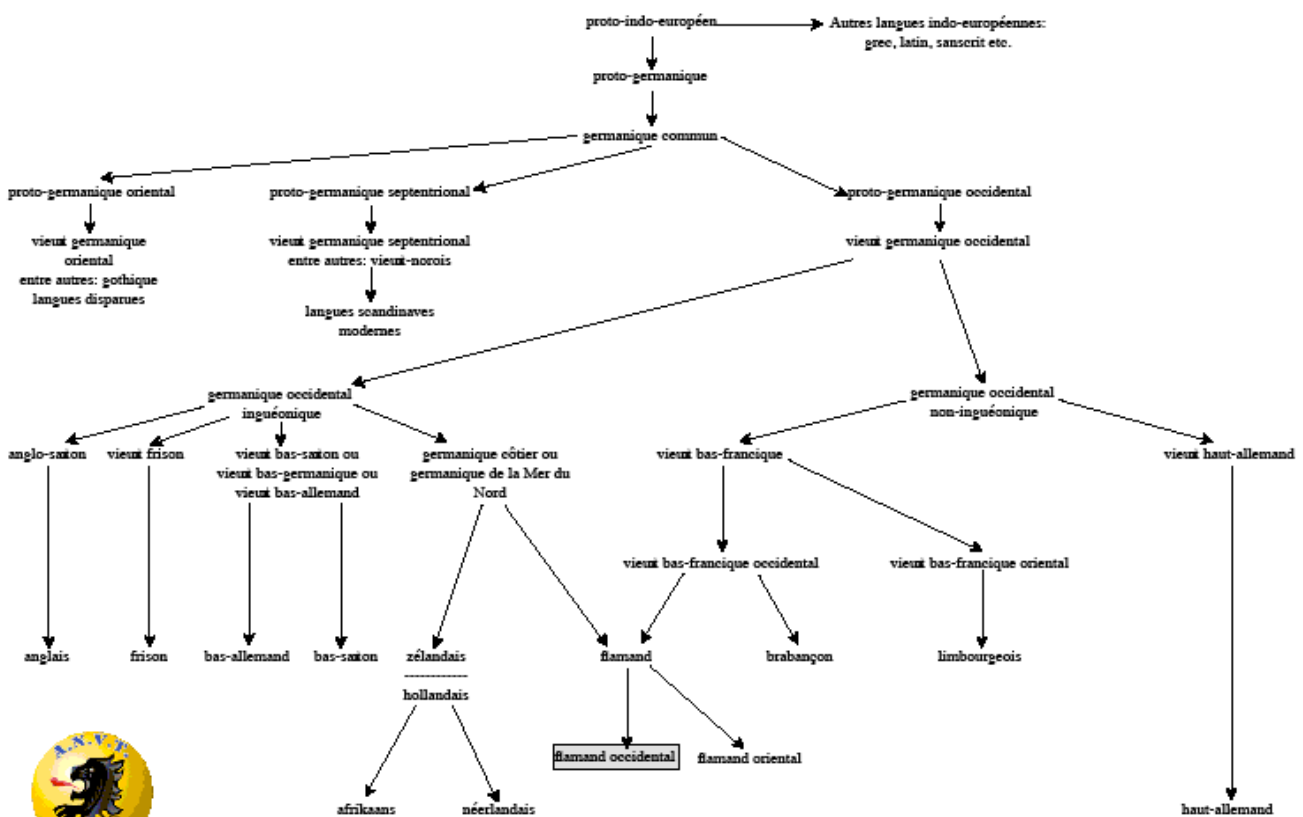 proto-indo-européen
Autres langues indo-européennes:
grec, latin, sanscrit etc.
proto-germanique
germanique commun
proto-germanique oriental
proto-germanique septentrional
proto-germanique occidental
vieux germanique
oriental
entre autres: gothique
langues disparues
vieux germanique septentrional
entre autres: vieux-norois
vieux germanique occidental
langues scandinaves
modernes
germanique occidental
inguéonique
germanique occidental
non-inguéonique
anglo-saxon
vieux frison
vieux bas-saxon ou
vieux bas-germanique ou
vieux bas-allemand
germanique côtier ou
germanique de la Mer du
Nord
vieux bas-francique
vieux haut-allemand
vieux bas-francique occidental
vieux bas-francique oriental
anglais
frison
bas-allemand
bas-saxon
zélandais
------------
hollandais
flamand
brabançon
limbourgeois
flamand occidental
flamand oriental
afrikaans
néerlandais
haut-allemand
A.N.V.T.